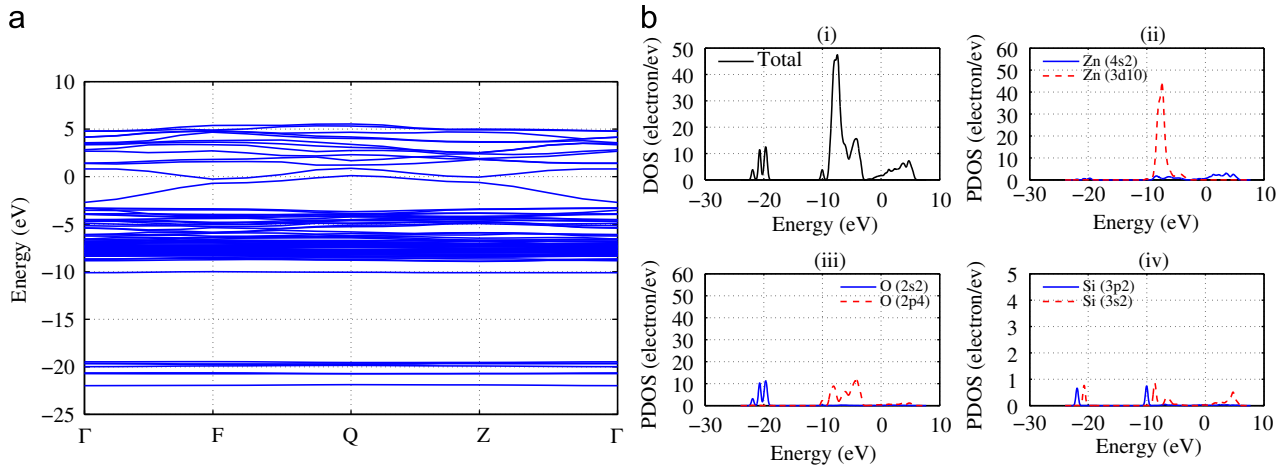 a
10
5
0
−5
−10
−15
−20
−25
Energy (eV)
Γ F Q Z Γ
b
(i)
50
40
30
20
10
0
DOS (electron/ev)
Total
−30 −20 −10 0 10
Energy (eV)
(ii)
60
50
40
30
20
10
0
PDOS (electron/ev)
Zn (4s2)
Zn (3d10)
−30 −20 −10 0 10
Energy (eV)
(iii)
60
50
40
30
20
10
0
PDOS (electron/ev)
O (2s2)
O (2p4)
−30 −20 −10 0 10
Energy (eV)
(iv)
5
4
3
2
1
0
PDOS (electron/ev)
Si (3p2)
Si (3s2)
−30 −20 −10 0 10
Energy (eV)